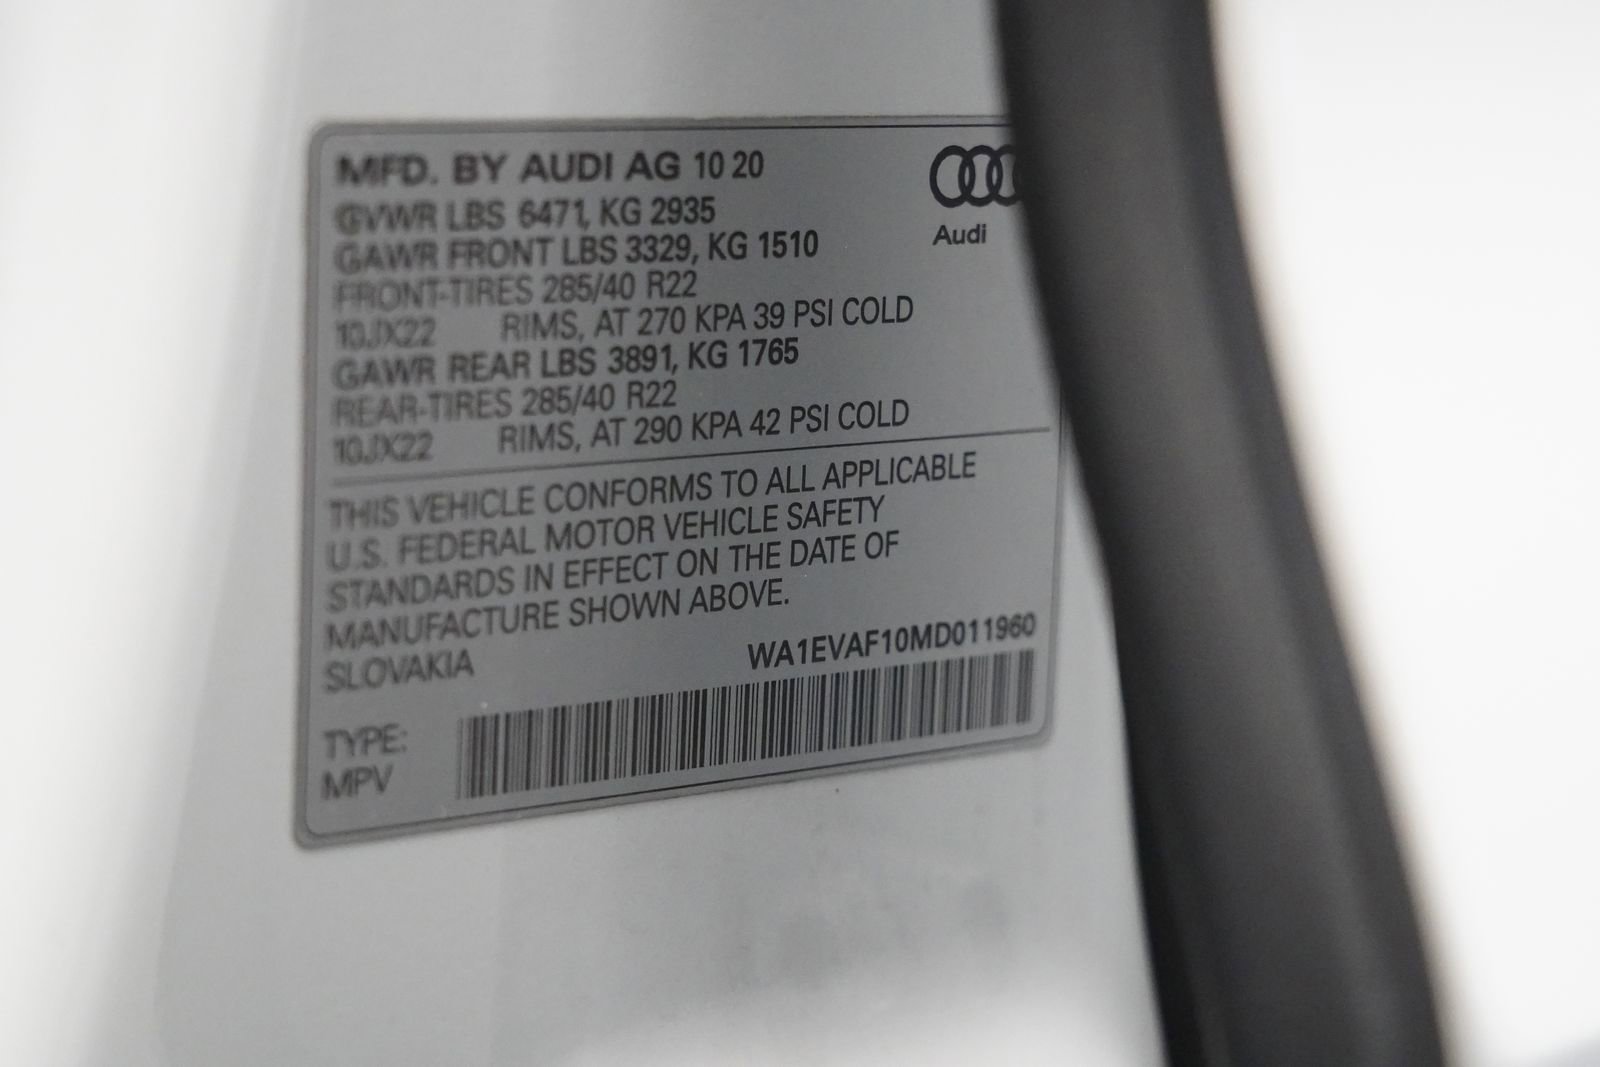 MFD. BY AUDI AG 10 20
GVWR LBS 6471, KG 2935
GAWR FRONT LBS 3329, KG 1510
FRONT-TIRES 285/40 R22
10JX22 RIMS, AT 270 KPA 39 PSI COLD
GAWR REAR LBS 3891, KG 1765
REAR-TIRES 285/40 R22
10JX22 RIMS, AT 290 KPA 42 PSI COLD
Audi
THIS VEHICLE CONFORMS TO ALL APPLICABLE
U.S. FEDERAL MOTOR VEHICLE SAFETY
STANDARDS IN EFFECT ON THE DATE OF
MANUFACTURE SHOWN ABOVE.
SLOVAKIA WA1EVAF10MD011960
TYPE:
MPV